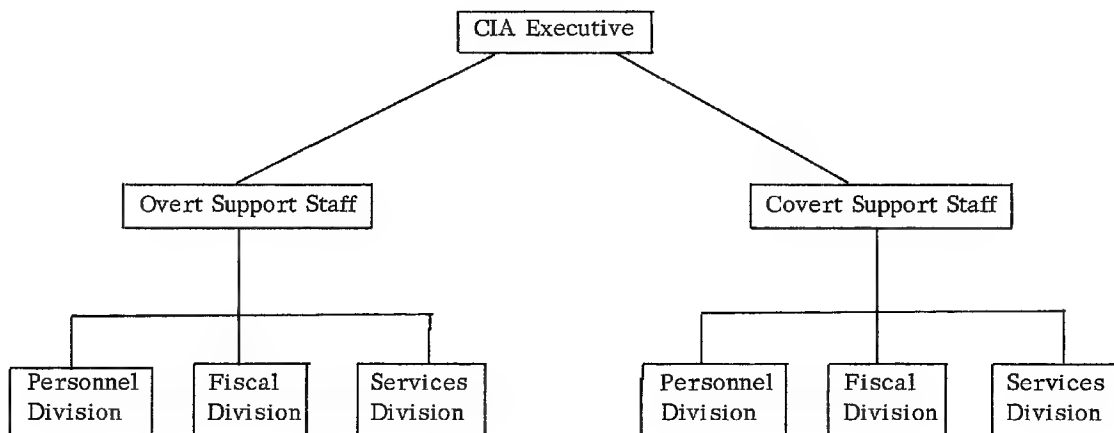 CIA Executive
Overt Support Staff
Covert Support Staff
Personnel
Division
Fiscal
Division
Services
Division
Personnel
Division
Fiscal
Division
Services
Division